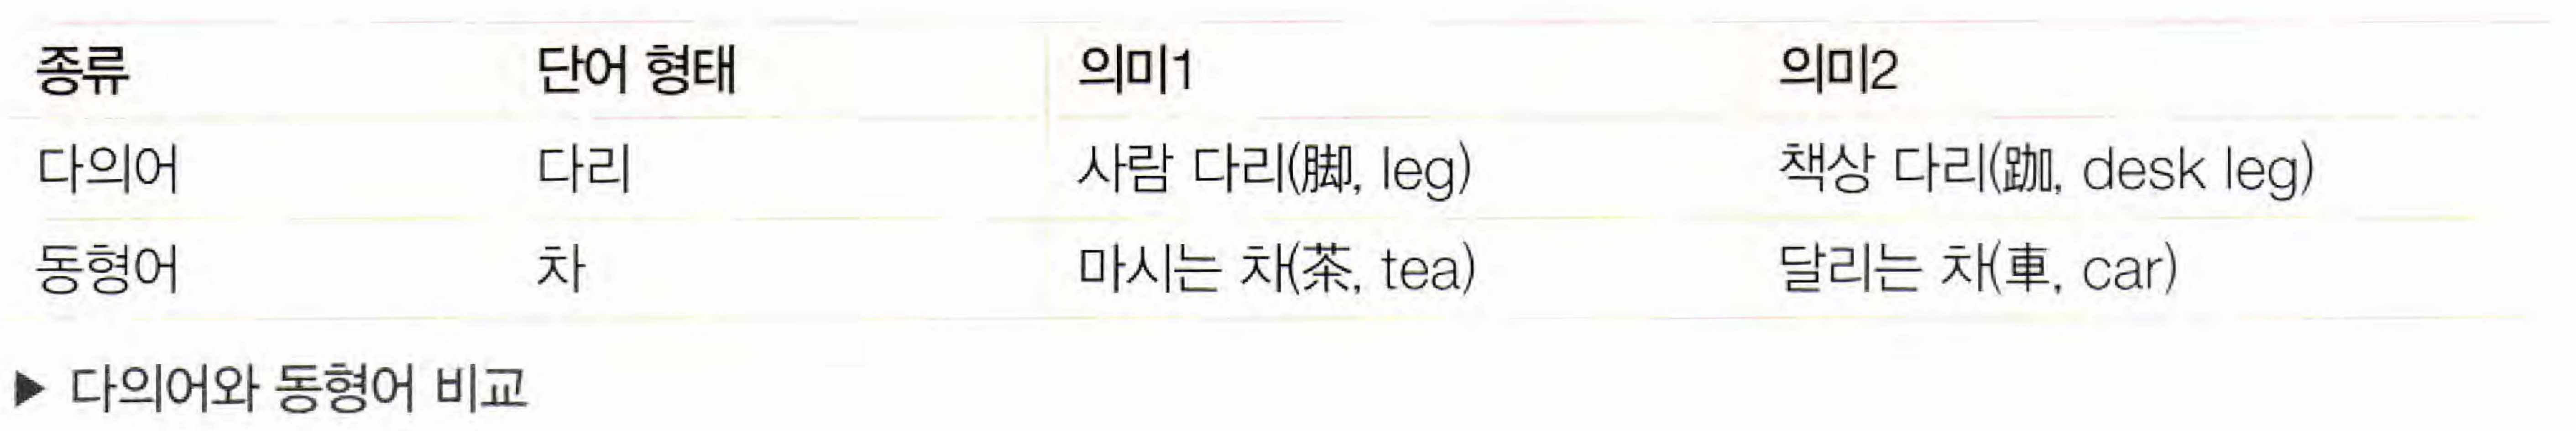 종류 단어 형태 의미1 의미2
다의어 다리 사람 다리(脚, leg) 책상 다리(跏, desk leg)
동형어 차 마시는 차(茶, tea) 달리는 차(車, car)
▶ 다의어와 동형어 비교